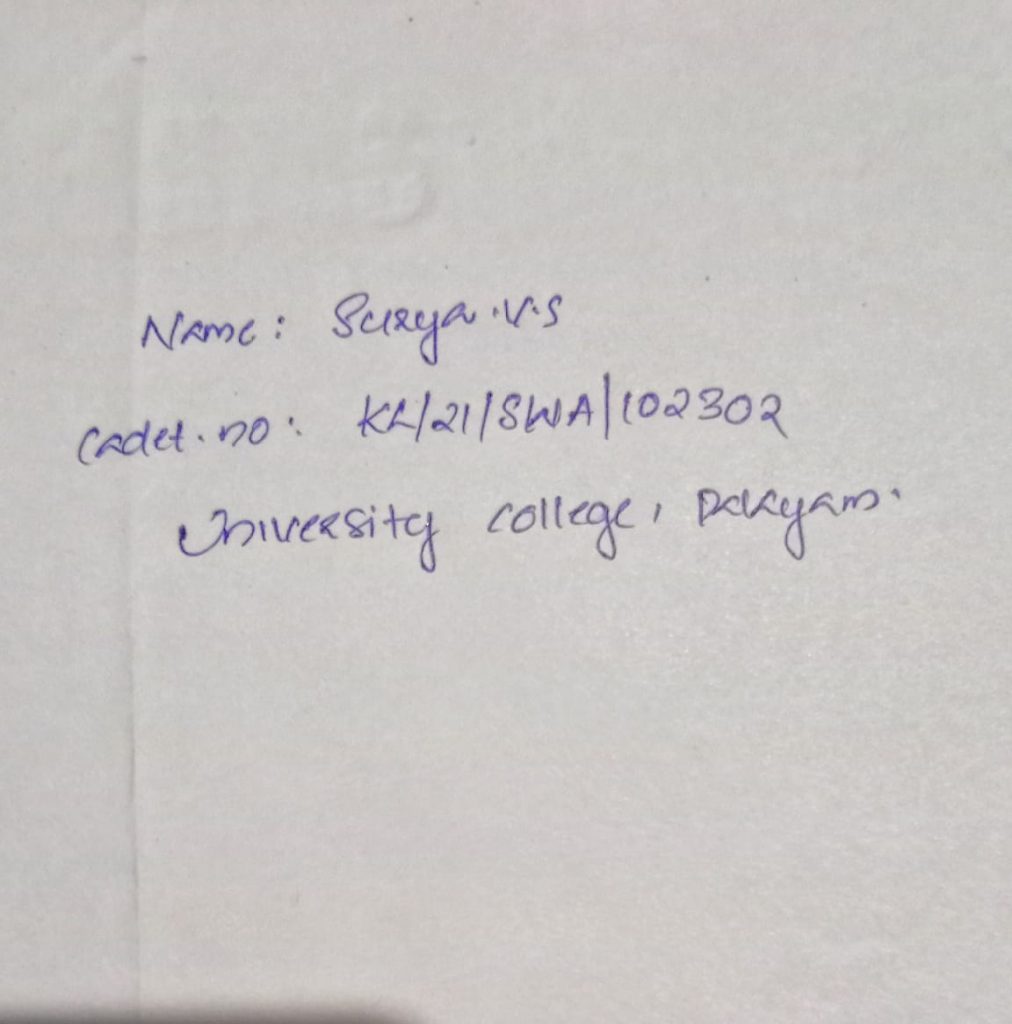 Name: Surya.V.S
Cadet.no: KL/21/SWA/102302
University college, Palayam.